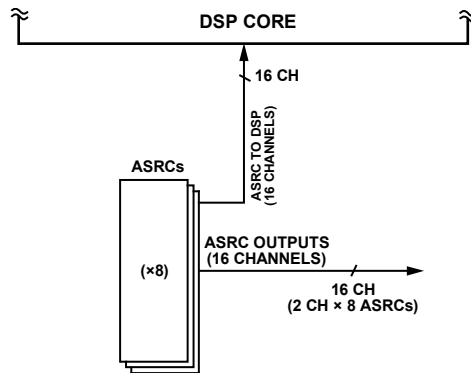 DSP CORE
16 CH
ASRC TO DSP
(16 CHANNELS)
ASRCs
(×8)
ASRC OUTPUTS
(16 CHANNELS)
16 CH
(2 CH × 8 ASRCs)